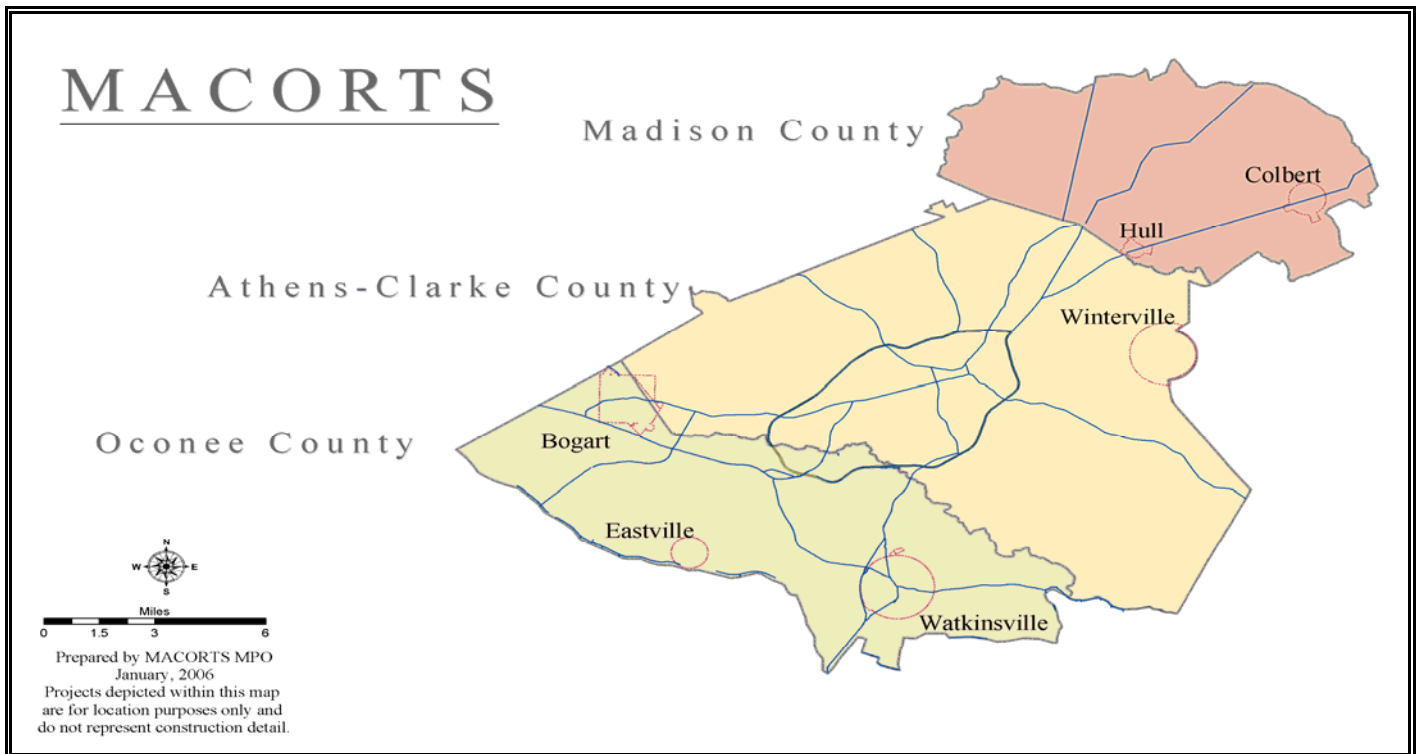 MACORTS
Madison County
Colbert
Hull
Athens-Clarke County
Winterville
Oconee County
Bogart
Eastville
Watkinsville
N
W E
S
Miles
0 1.5 3 6
Prepared by MACORTS MPO
January, 2006
Projects depicted within this map
are for location purposes only and
do not represent construction detail.